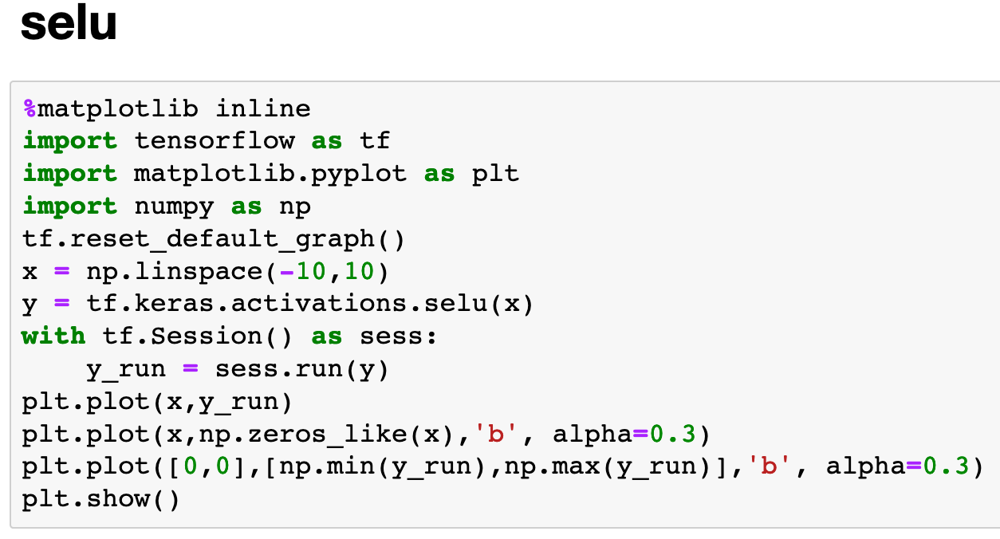 selu
%matplotlib inline
import tensorflow as tf
import matplotlib.pyplot as plt
import numpy as np
tf.reset_default_graph()
x = np.linspace(-10,10)
y = tf.keras.activations.selu(x)
with tf.Session() as sess:
    y_run = sess.run(y)
plt.plot(x,y_run)
plt.plot(x,np.zeros_like(x),'b', alpha=0.3)
plt.plot([0,0],[np.min(y_run),np.max(y_run)],'b', alpha=0.3)
plt.show()